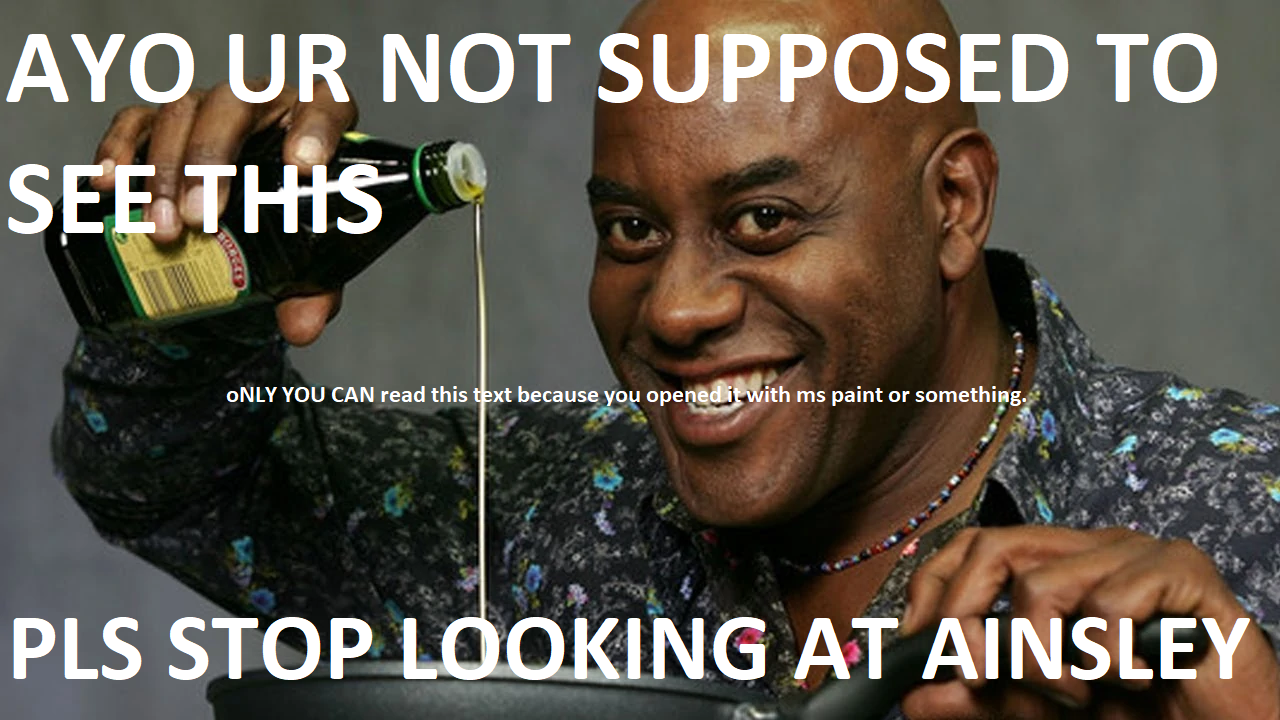 AYO UR NOT SUPPOSED TO
SEE THIS
oNLY YOU CAN read this text because you opened it with ms paint or something.
PLS STOP LOOKING AT AINSLEY